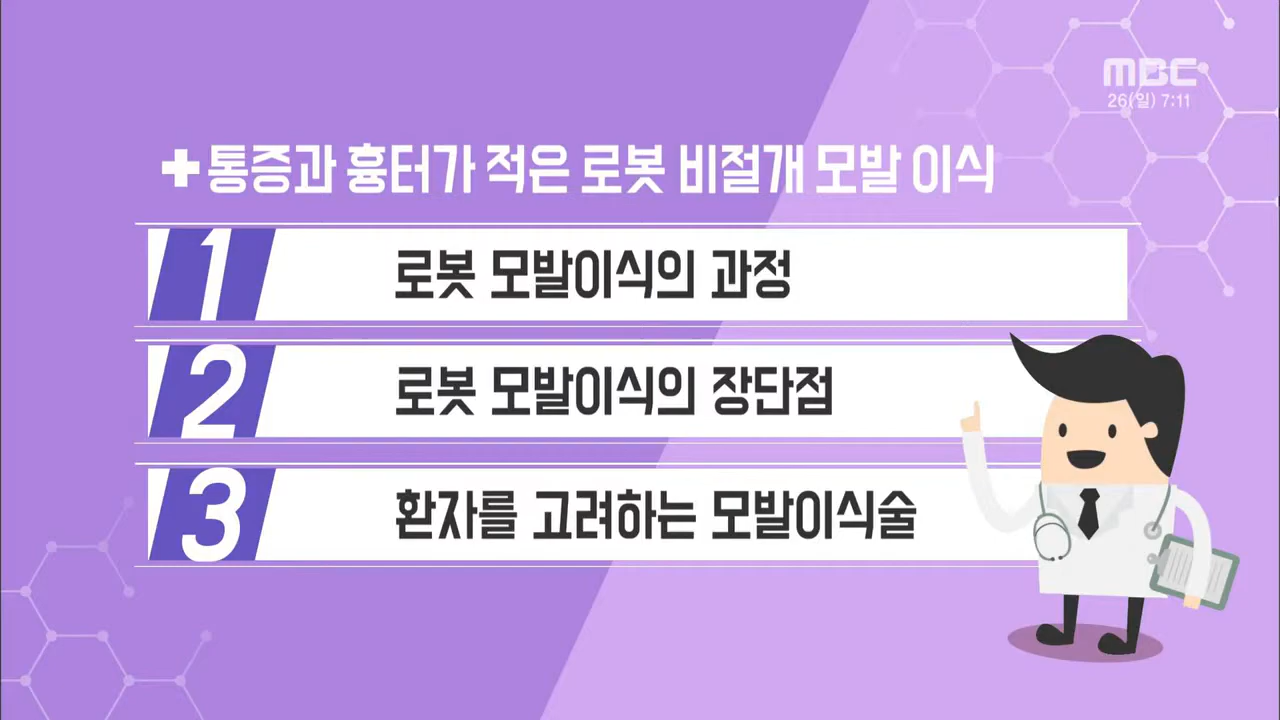 MBC
26(일) 7:11
+통증과 흉터가 적은 로봇 비절개 모발 이식
1 로봇 모발이식의 과정
2 로봇 모발이식의 장단점
3 환자를 고려하는 모발이식술